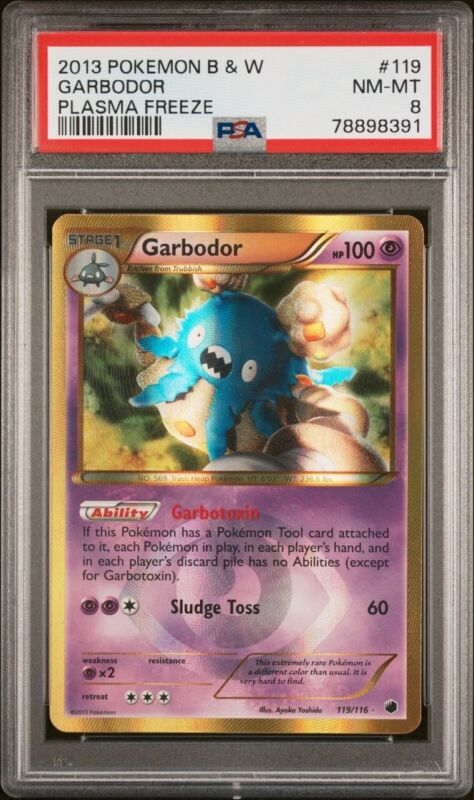 2013 POKEMON B & W #119
GARBODOR NM-MT
PLASMA FREEZE 8
PSA 78898391
STAGE 1 Garbodor HP 100
Evolves from Trubbish
NO. 569 Trash Heap Pokémon HT: 6'03" WT: 236.6 lbs.
Ability Garbotoxin
If this Pokémon has a Pokémon Tool card attached
to it, each Pokémon in play, in each player's hand, and
in each player's discard pile has no Abilities (except
for Garbotoxin).
Sludge Toss 60
weakness resistance
×2
This extremely rare Pokémon is
a different color than usual. It is
very hard to find.
retreat
©2013 Pokémon Illus. Ayaka Yoshida 119/116